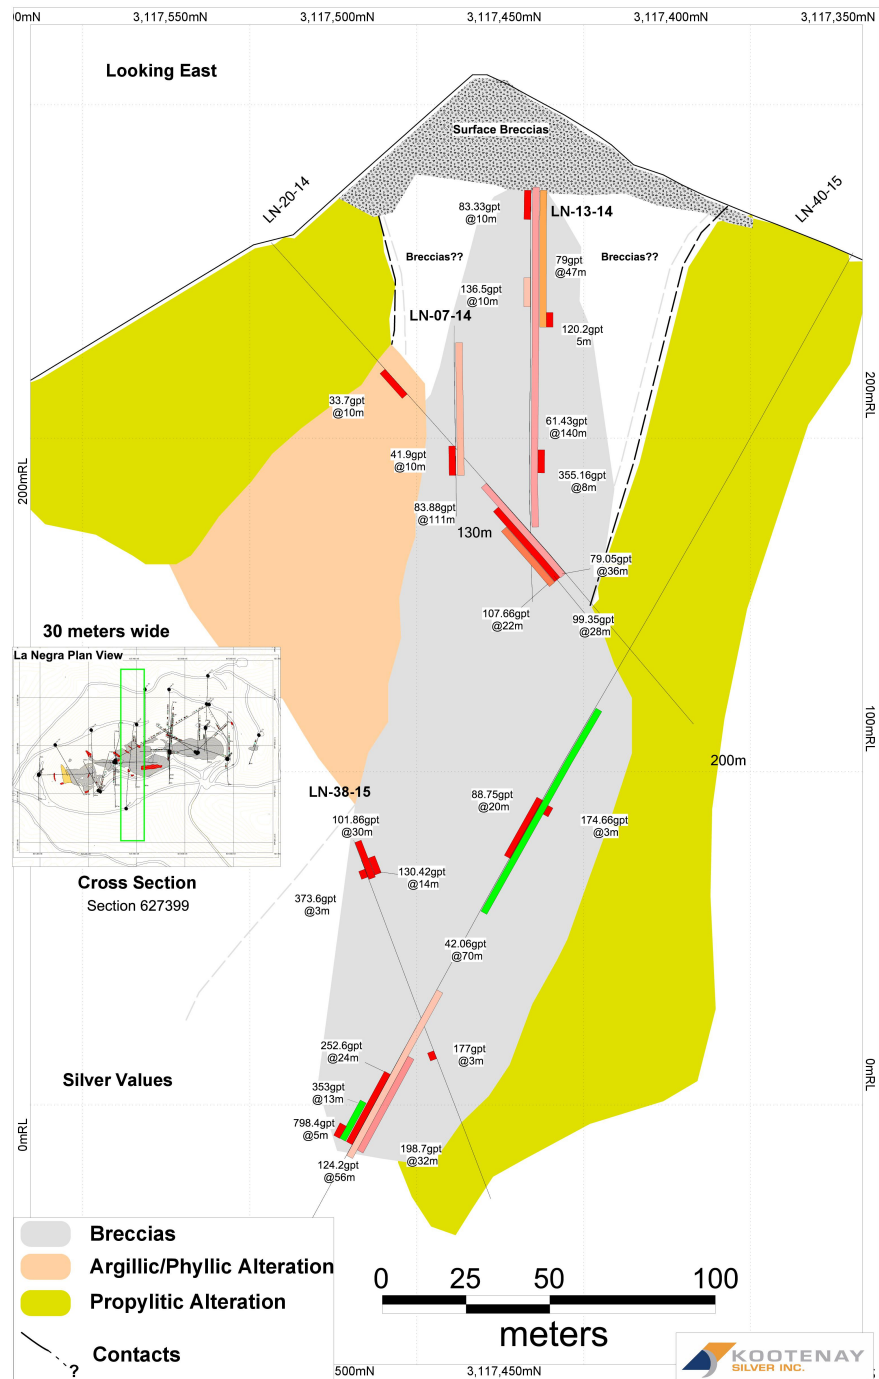 0mN
3,117,550mN
3,117,500mN
3,117,450mN
3,117,400mN
3,117,350mN
Looking East
Surface Breccias
LN-20-14
LN-40-15
83.33gpt
@10m
LN-13-14
Breccias??
79gpt
@47m
Breccias??
136.5gpt
@10m
LN-07-14
120.2gpt
5m
33.7gpt
@10m
200mRL
61.43gpt
@140m
41.9gpt
@10m
355.16gpt
@8m
200mRL
83.88gpt
@111m
130m
79.05gpt
@36m
107.66gpt
@22m
99.35gpt
@28m
30 meters wide
La Negra Plan View
100mRL
200m
LN-38-15
88.75gpt
@20m
101.86gpt
@30m
174.66gpt
@3m
130.42gpt
@14m
Cross Section
Section 627399
373.6gpt
@3m
42.06gpt
@70m
252.6gpt
@24m
177gpt
@3m
Silver Values
353gpt
@13m
0mRL
798.4gpt
@5m
0mRL
198.7gpt
@32m
124.2gpt
@56m
Breccias
Argillic/Phyllic Alteration
Propylitic Alteration
Contacts
?
0 25 50 100
meters
500mN
3,117,450mN
KOOTENAY
SILVER INC.